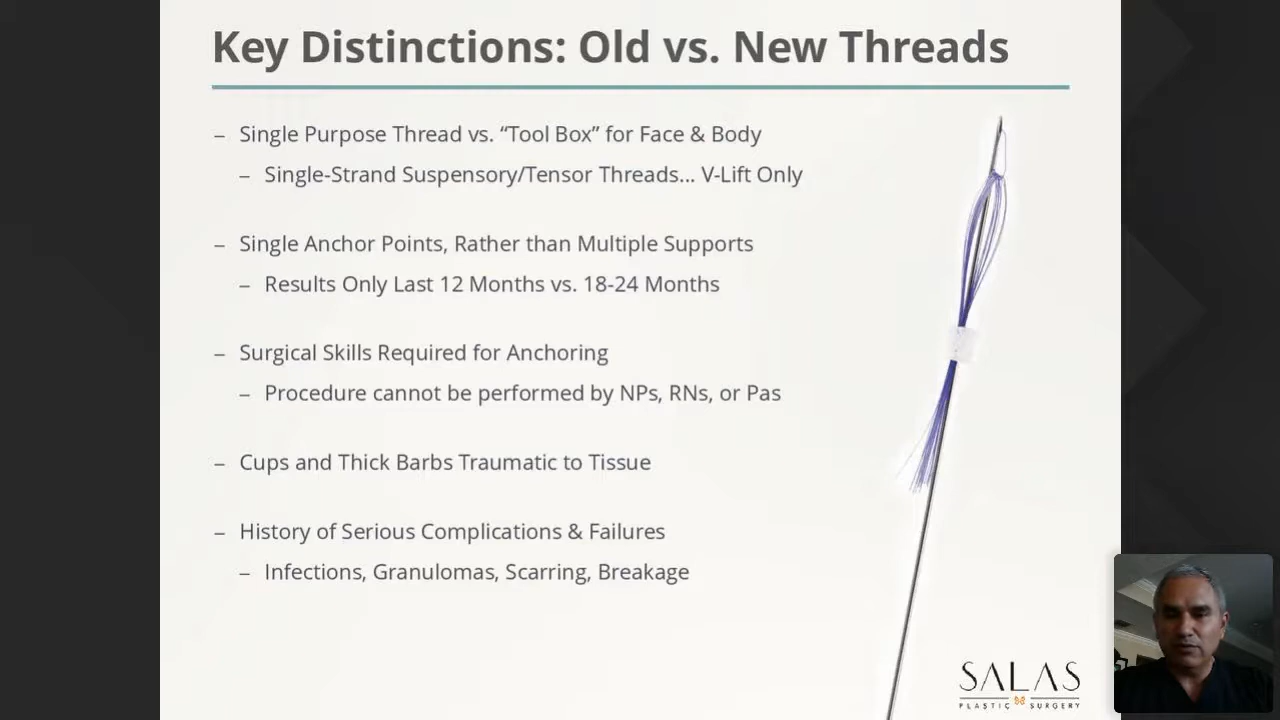 Key Distinctions: Old vs. New Threads
– Single Purpose Thread vs. “Tool Box” for Face & Body
– Single-Strand Suspensory/Tensor Threads... V-Lift Only
– Single Anchor Points, Rather than Multiple Supports
– Results Only Last 12 Months vs. 18-24 Months
– Surgical Skills Required for Anchoring
– Procedure cannot be performed by NPs, RNs, or Pas
– Cups and Thick Barbs Traumatic to Tissue
– History of Serious Complications & Failures
– Infections, Granulomas, Scarring, Breakage
SALAS
PLASTIC SURGERY